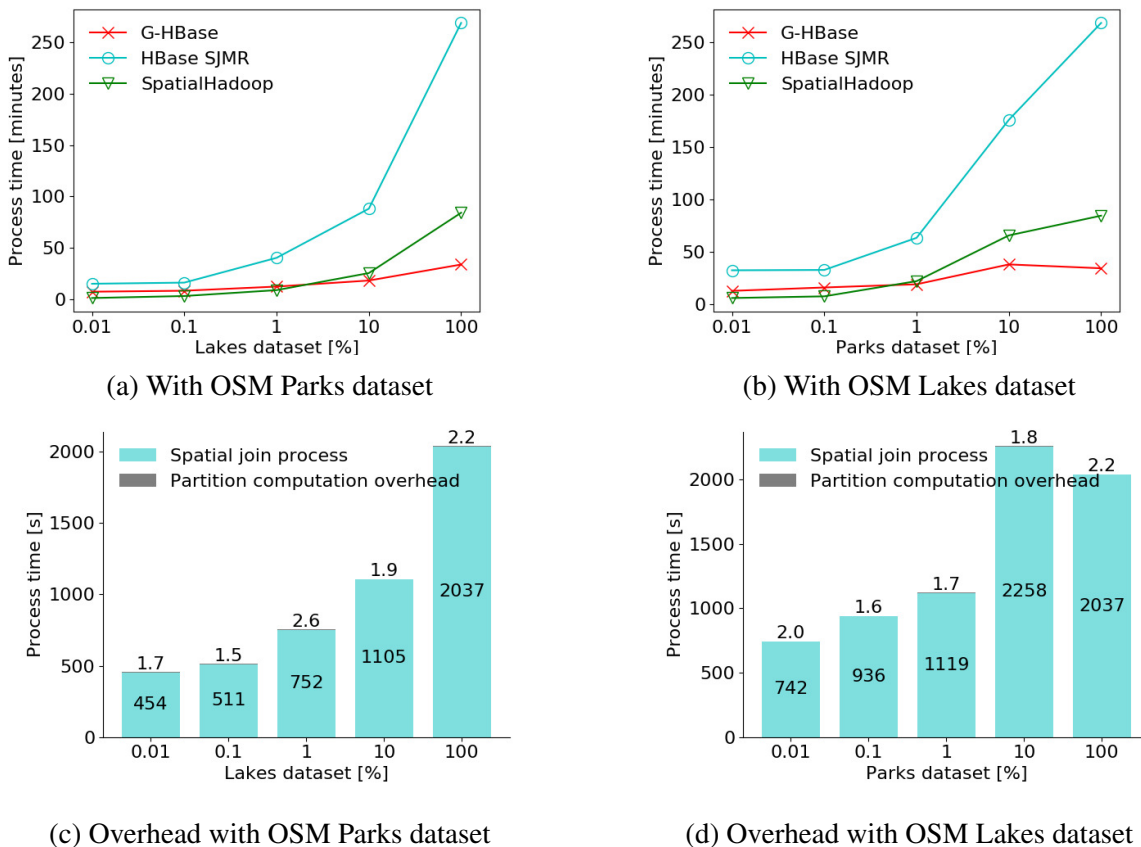 G-HBase
HBase SJMR
SpatialHadoop
Process time [minutes]
250
200
150
100
50
0
0.01 0.1 1 10 100
Lakes dataset [%]
(a) With OSM Parks dataset
G-HBase
HBase SJMR
SpatialHadoop
Process time [minutes]
250
200
150
100
50
0
0.01 0.1 1 10 100
Parks dataset [%]
(b) With OSM Lakes dataset
Spatial join process
Partition computation overhead
Process time [s]
2000
1500
1000
500
0
1.7 1.5 2.6 1.9 2.2
454 511 752 1105 2037
0.01 0.1 1 10 100
Lakes dataset [%]
(c) Overhead with OSM Parks dataset
Spatial join process
Partition computation overhead
Process time [s]
2000
1500
1000
500
0
2.0 1.6 1.7 1.8 2.2
742 936 1119 2258 2037
0.01 0.1 1 10 100
Parks dataset [%]
(d) Overhead with OSM Lakes dataset